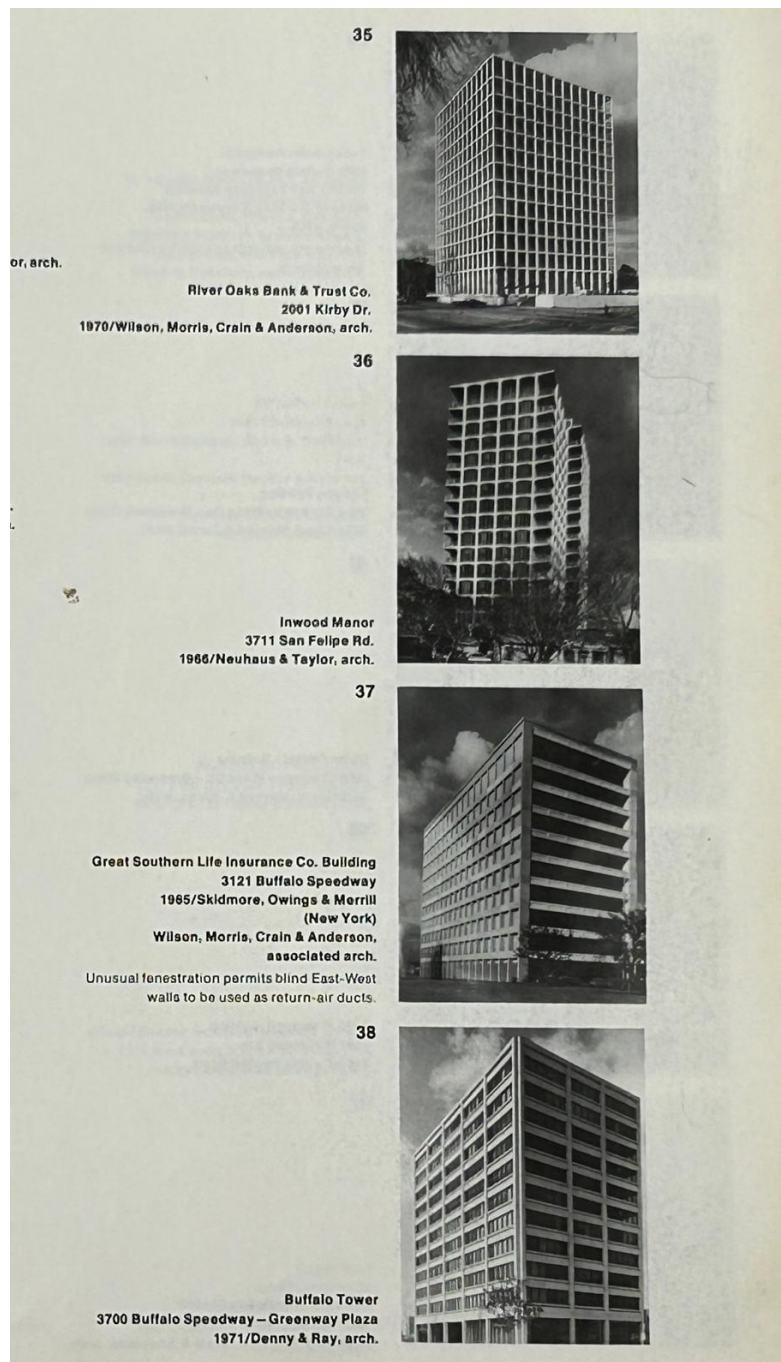 35
or, arch.
River Oaks Bank & Trust Co.
2001 Kirby Dr.
1970/Wilson, Morris, Crain & Anderson, arch.
36
Inwood Manor
3711 San Felipe Rd.
1966/Neuhaus & Taylor, arch.
37
Great Southern Life Insurance Co. Building
3121 Buffalo Speedway
1965/Skidmore, Owings & Merrill
(New York)
Wilson, Morris, Crain & Anderson,
associated arch.
Unusual fenestration permits blind East-West
walls to be used as return-air ducts.
38
Buffalo Tower
3700 Buffalo Speedway — Greenway Plaza
1971/Denny & Ray, arch.